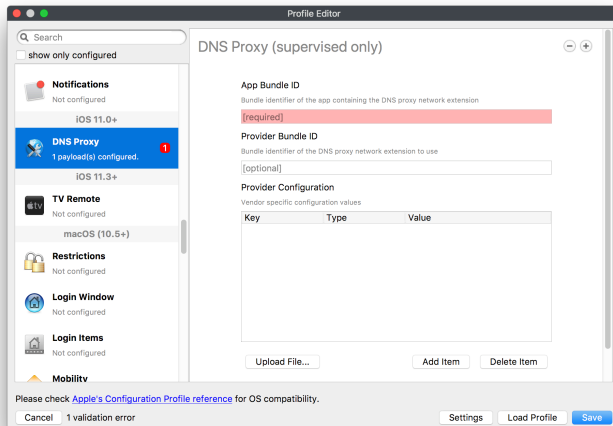 Profile Editor
Search
show only configured
Notifications
Not configured
iOS 11.0+
DNS Proxy
1 payload(s) configured.
1
iOS 11.3+
tv
TV Remote
Not configured
macOS (10.5+)
Restrictions
Not configured
Login Window
Not configured
Login Items
Not configured
Mobility
DNS Proxy (supervised only)
App Bundle ID
Bundle identifier of the app containing the DNS proxy network extension
[required]
Provider Bundle ID
Bundle identifier of the DNS proxy network extension to use
[optional]
Provider Configuration
Vendor specific configuration values
Key Type Value
Upload File... Add Item Delete Item
Please check Apple's Configuration Profile reference for OS compatibility.
Cancel 1 validation error Settings Load Profile Save